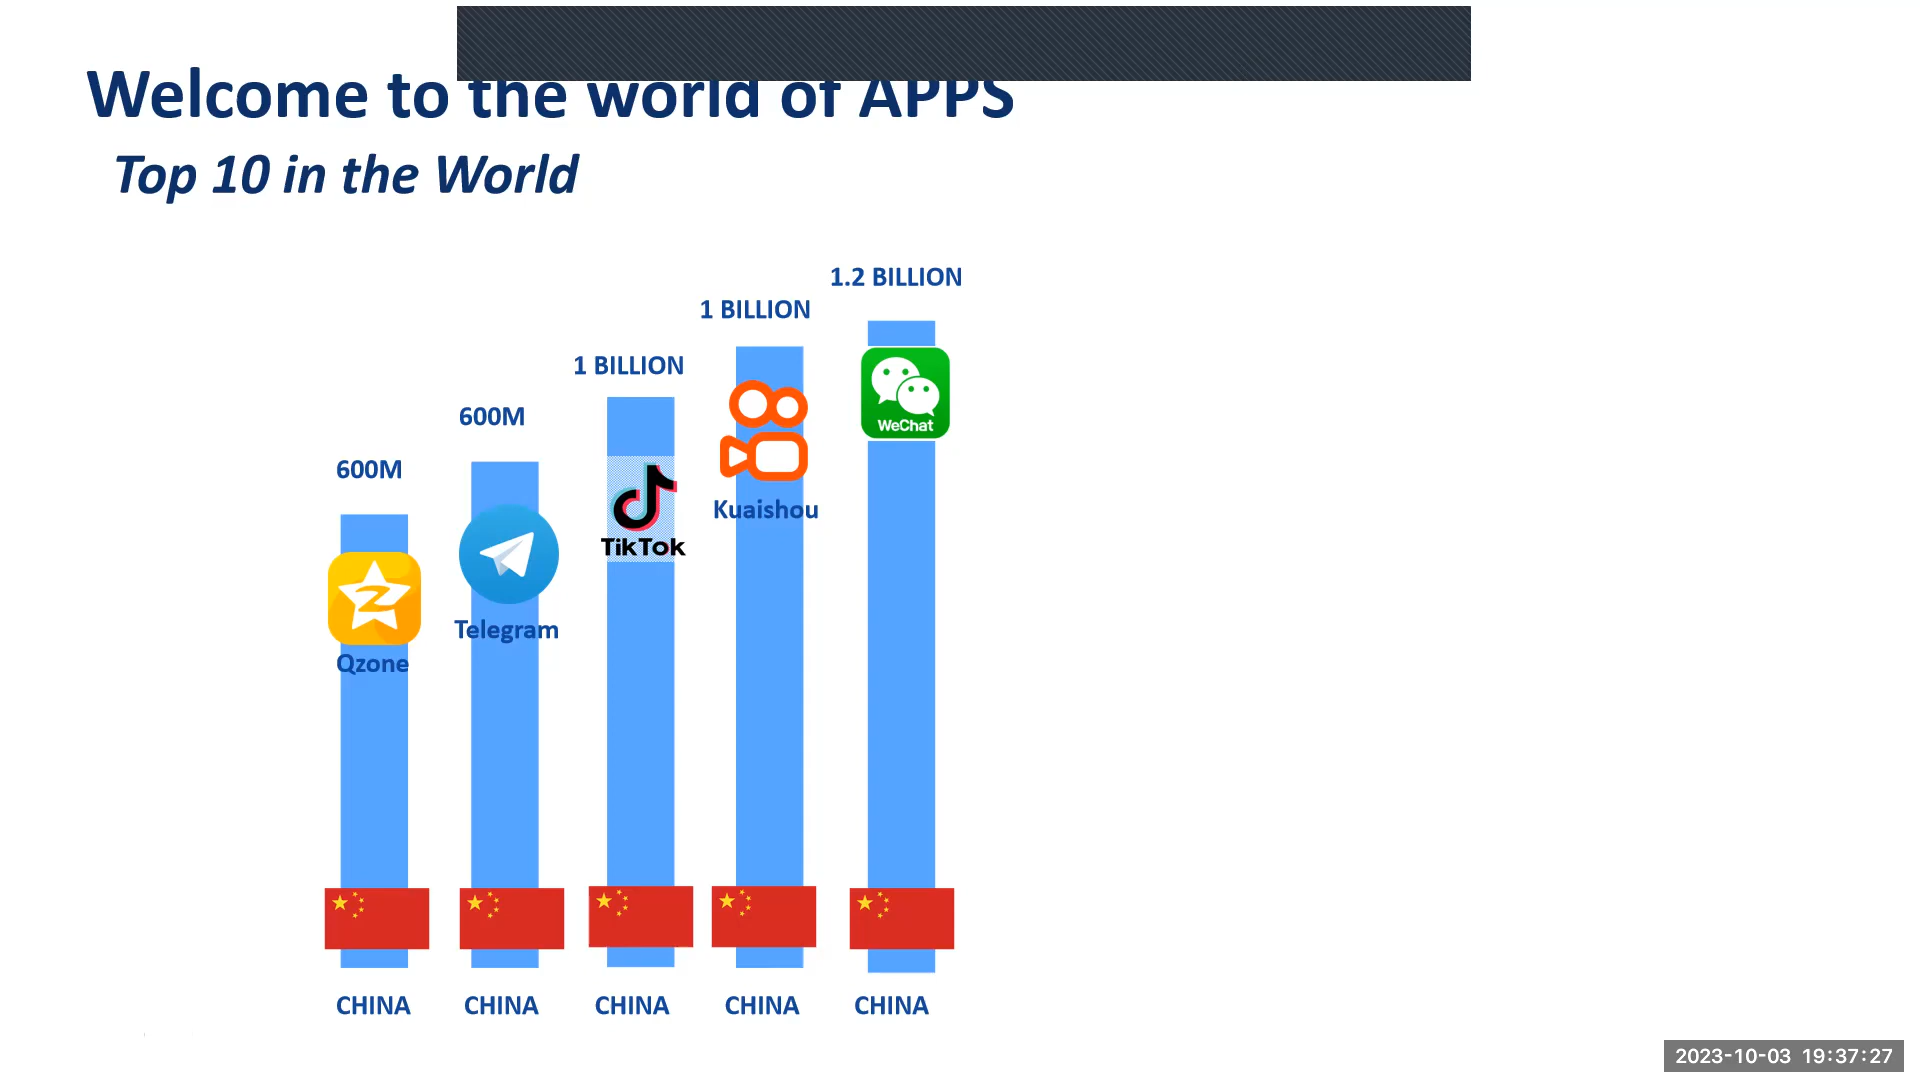 Welcome to the world of APPS
Top 10 in the World
1.2 BILLION
1 BILLION
1 BILLION
600M
600M
WeChat
Kuaishou
TikTok
Telegram
Qzone
CHINA CHINA CHINA CHINA CHINA
2023-10-03 19:37:27